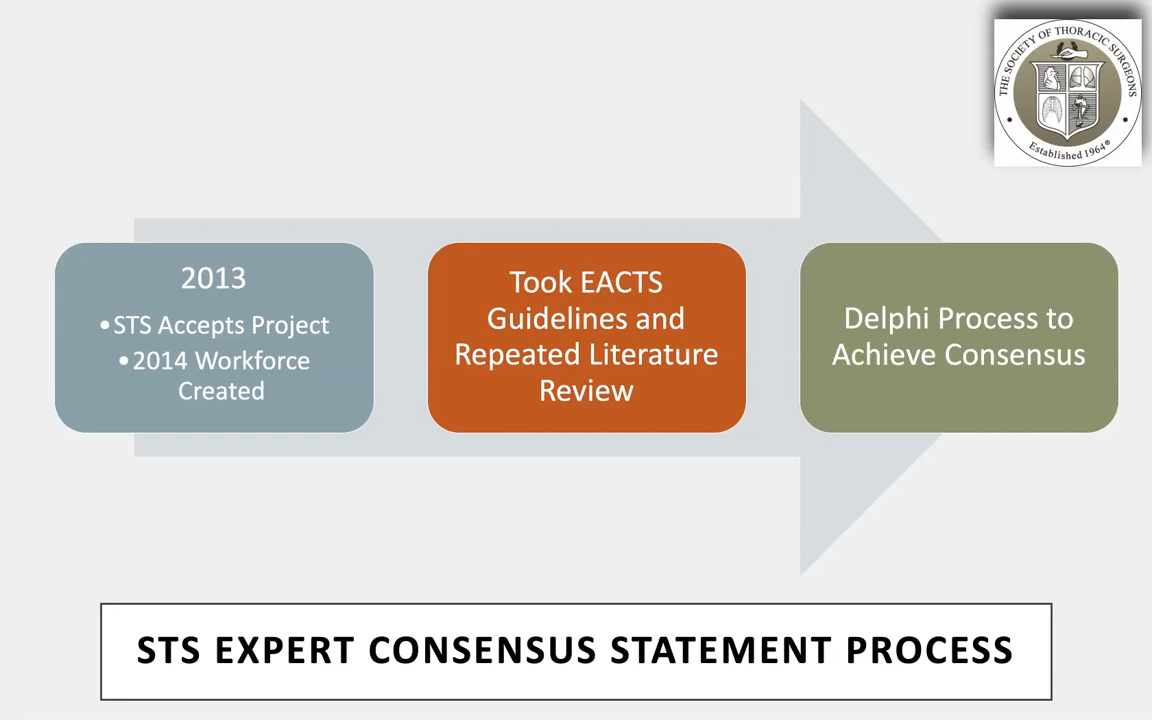 THE SOCIETY OF THORACIC SURGEONS
Established 1964®
2013
•STS Accepts Project
•2014 Workforce
Created
Took EACTS
Guidelines and
Repeated Literature
Review
Delphi Process to
Achieve Consensus
STS EXPERT CONSENSUS STATEMENT PROCESS